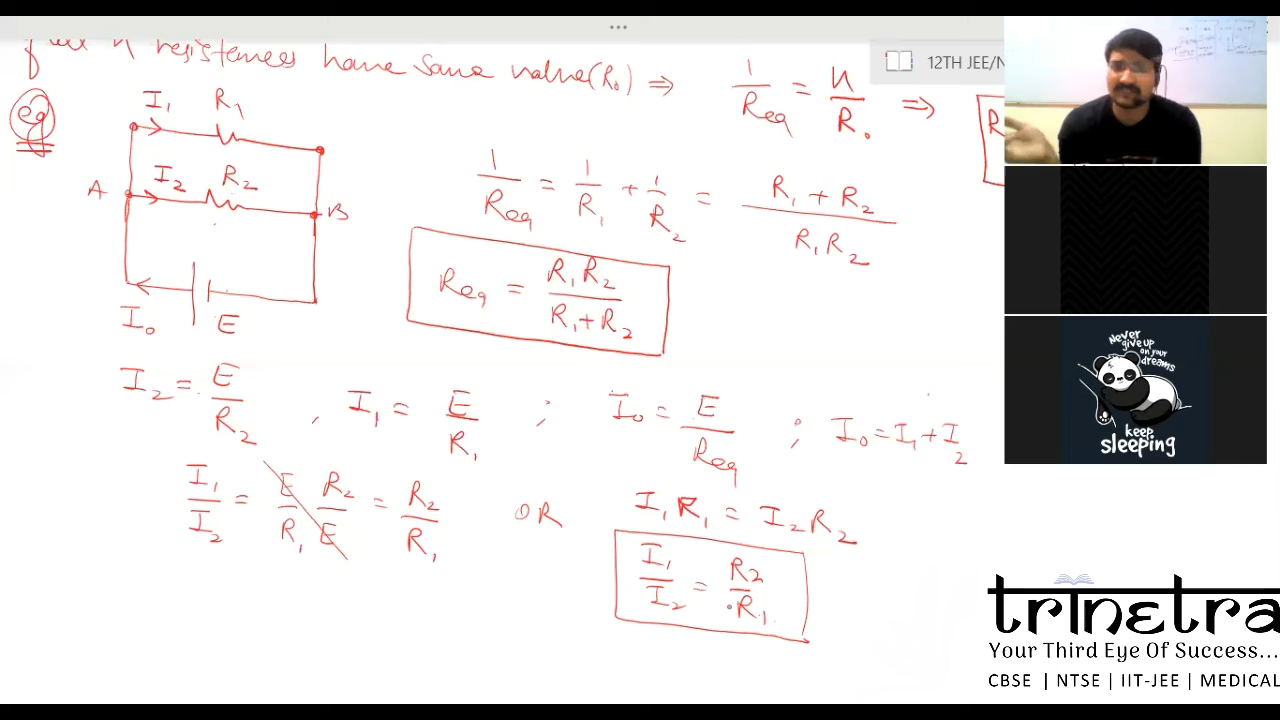 all n resistances have same value (R₀) ⇒ 1/Req = n/R₀ ⇒ R
12TH JEE/N
eg
I₁ R₁
A I₂ R₂ B
I₀ E
1/Req = 1/R₁ + 1/R₂ = (R₁ + R₂)/(R₁R₂)
Req = R₁R₂/(R₁+R₂)
I₂ = E/R₂ , I₁ = E/R₁ ; I₀ = E/Req ; I₀ = I₁ + I₂
I₁/I₂ = E/R₁ R₂/E = R₂/R₁ OR I₁R₁ = I₂R₂
I₁/I₂ = R₂/R₁
Never
give up
on your
dreams
keep
sleeping
trinetra
Your Third Eye Of Success...
CBSE | NTSE | IIT-JEE | MEDICAL